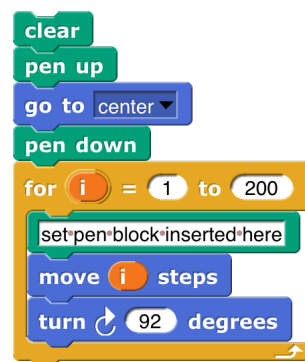 clear
pen up
go to center
pen down
for i = 1 to 200
set pen block inserted here
move i steps
turn 92 degrees